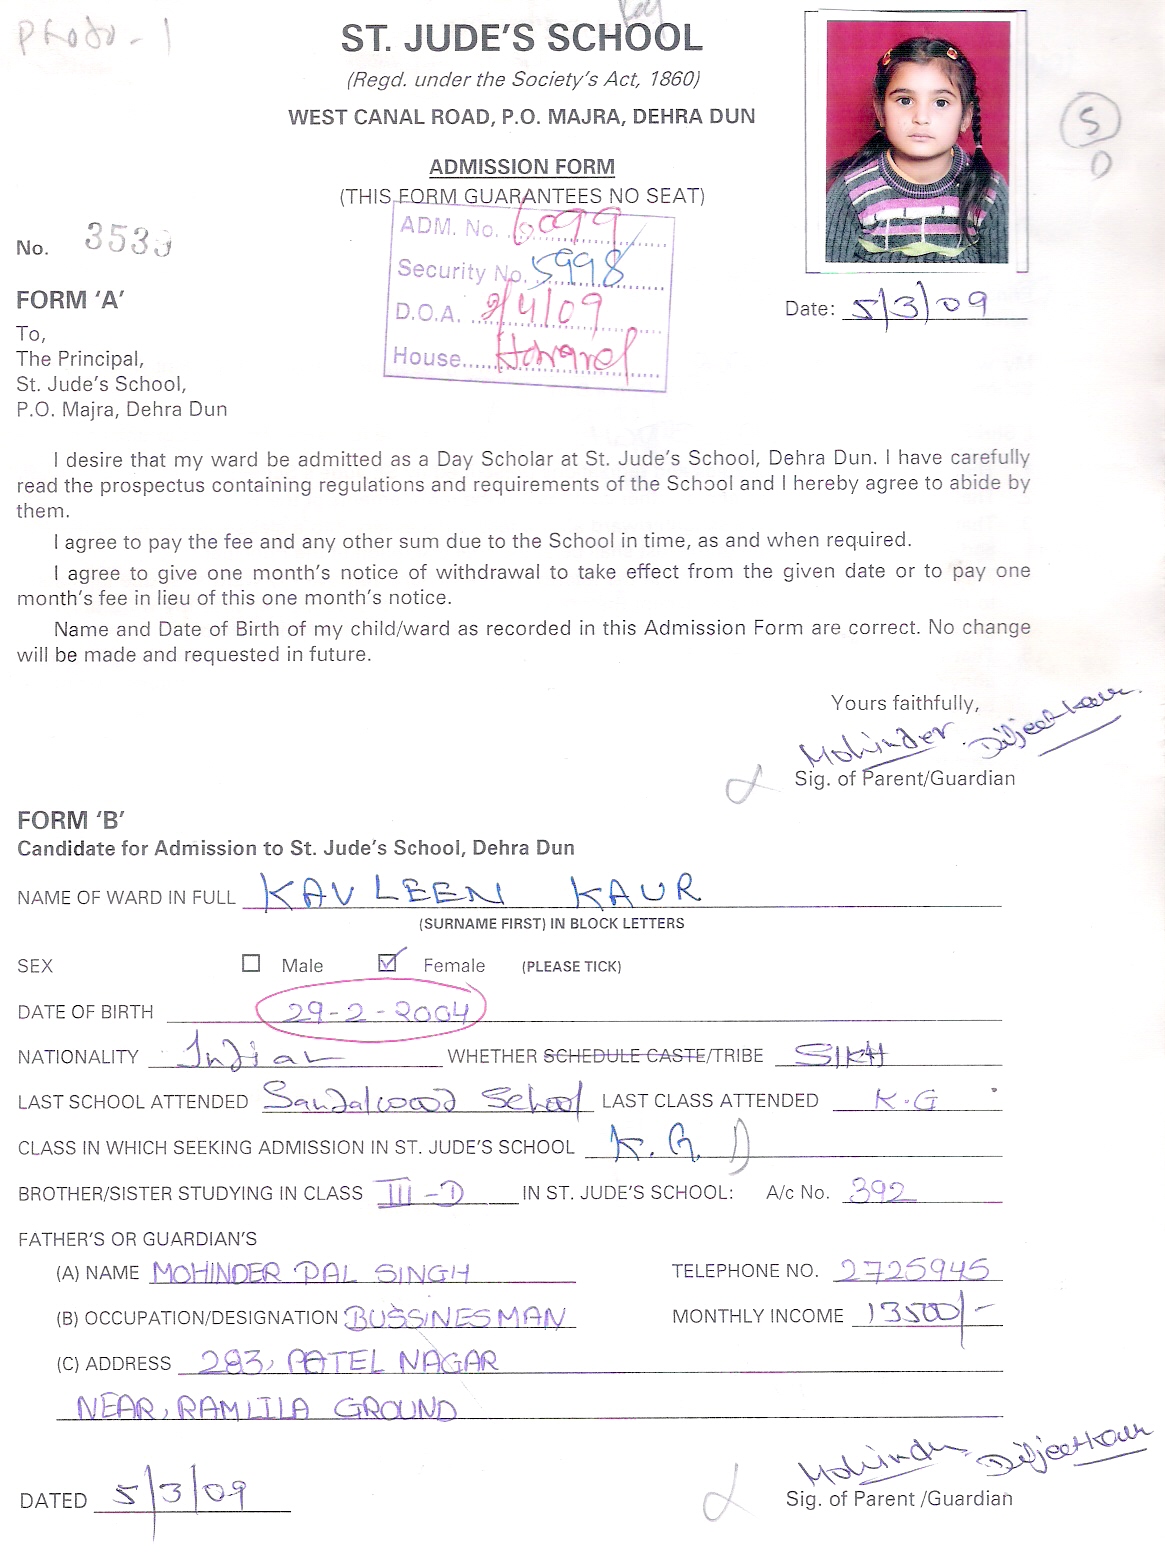 Photo - 1
ST. JUDE'S SCHOOL
(Regd. under the Society's Act, 1860)
WEST CANAL ROAD, P.O. MAJRA, DEHRA DUN
S
D
ADMISSION FORM
(THIS FORM GUARANTEES NO SEAT)
No. 3539
ADM. No. 6099
Security No. 5998
D.O.A. 2/4/09
House
Date: 5/3/09
FORM 'A'
To,
The Principal,
St. Jude's School,
P.O. Majra, Dehra Dun
I desire that my ward be admitted as a Day Scholar at St. Jude's School, Dehra Dun. I have carefully
read the prospectus containing regulations and requirements of the School and I hereby agree to abide by
them.
I agree to pay the fee and any other sum due to the School in time, as and when required.
I agree to give one month's notice of withdrawal to take effect from the given date or to pay one
month's fee in lieu of this one month's notice.
Name and Date of Birth of my child/ward as recorded in this Admission Form are correct. No change
will be made and requested in future.
Yours faithfully,
Mohinder. Diljeet kaur
Sig. of Parent/Guardian
FORM 'B'
Candidate for Admission to St. Jude's School, Dehra Dun
NAME OF WARD IN FULL KAVLEEN KAUR
(SURNAME FIRST) IN BLOCK LETTERS
SEX Male Female (PLEASE TICK)
DATE OF BIRTH 29-2-2004
NATIONALITY Indian WHETHER SCHEDULE CASTE/TRIBE SIKH
LAST SCHOOL ATTENDED Sandalwood School LAST CLASS ATTENDED K.G
CLASS IN WHICH SEEKING ADMISSION IN ST. JUDE'S SCHOOL K.G. D
BROTHER/SISTER STUDYING IN CLASS III-D IN ST. JUDE'S SCHOOL: A/c No. 392
FATHER'S OR GUARDIAN'S
(A) NAME MOHINDER PAL SINGH TELEPHONE NO. 2725945
(B) OCCUPATION/DESIGNATION BUSSINESMAN MONTHLY INCOME 13500/-
(C) ADDRESS 283, PATEL NAGAR
NEAR, RAMLILA GROUND
Mohinder Diljeet kaur
DATED 5/3/09 Sig. of Parent /Guardian